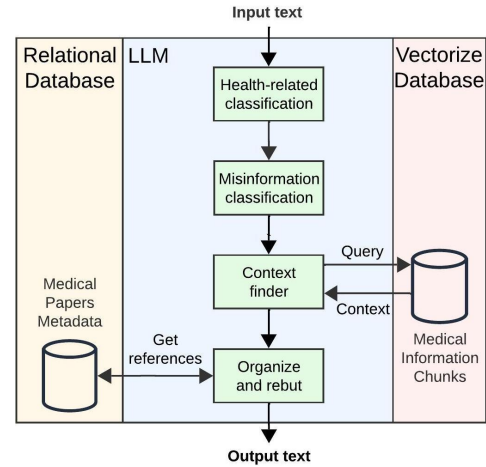 Input text
Relational
Database
LLM
Vectorize
Database
Health-related
classification
Misinformation
classification
Context
finder
Query
Context
Medical
Papers
Metadata
Medical
Information
Chunks
Get
references
Organize
and rebut
Output text